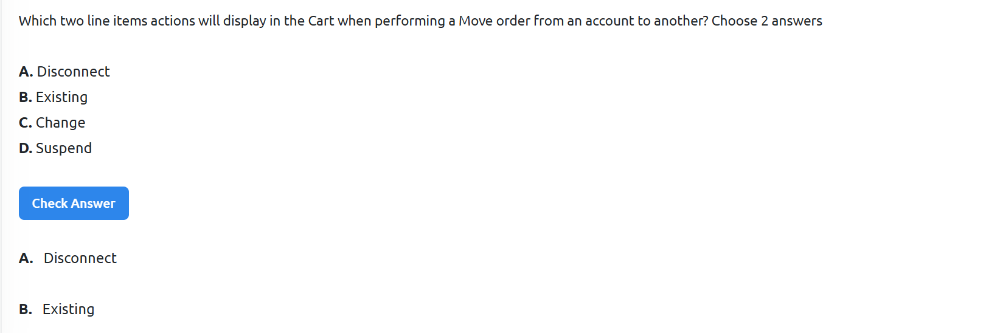 Which two line items actions will display in the Cart when performing a Move order from an account to another? Choose 2 answers
A. Disconnect
B. Existing
C. Change
D. Suspend
Check Answer
A. Disconnect
B. Existing